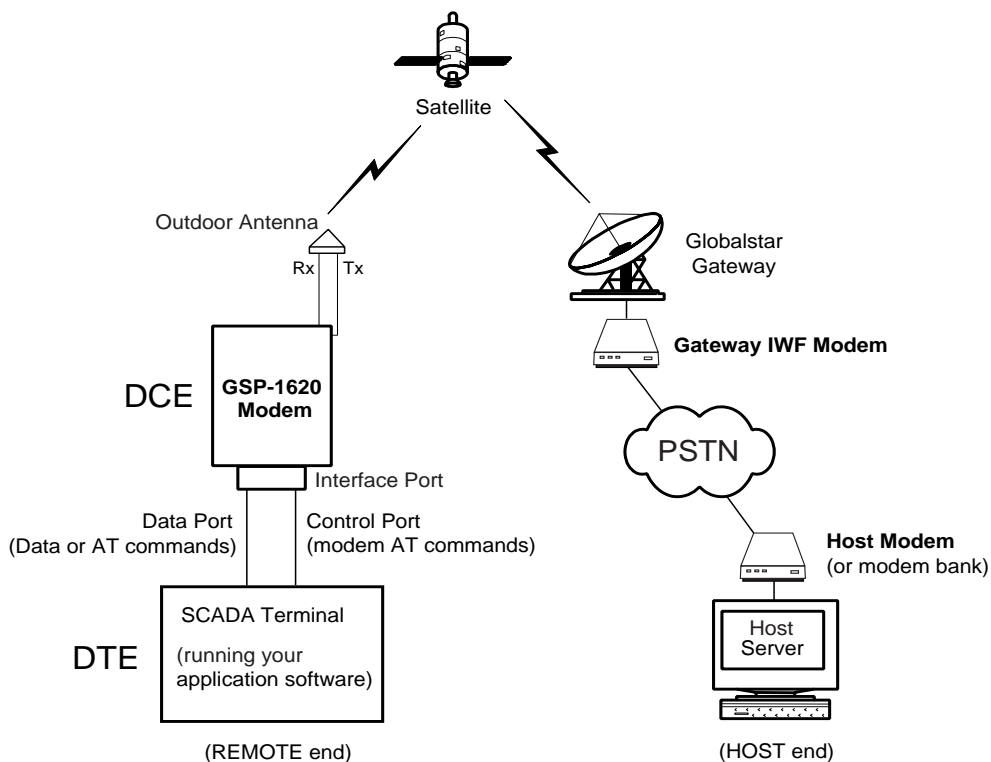 Satellite
Outdoor Antenna
Rx
Tx
Globalstar
Gateway
Gateway IWF Modem
DCE
GSP-1620
Modem
PSTN
Interface Port
Data Port
(Data or AT commands)
Control Port
(modem AT commands)
Host Modem
(or modem bank)
DTE
SCADA Terminal
(running your
application software)
Host
Server
(REMOTE end)
(HOST end)